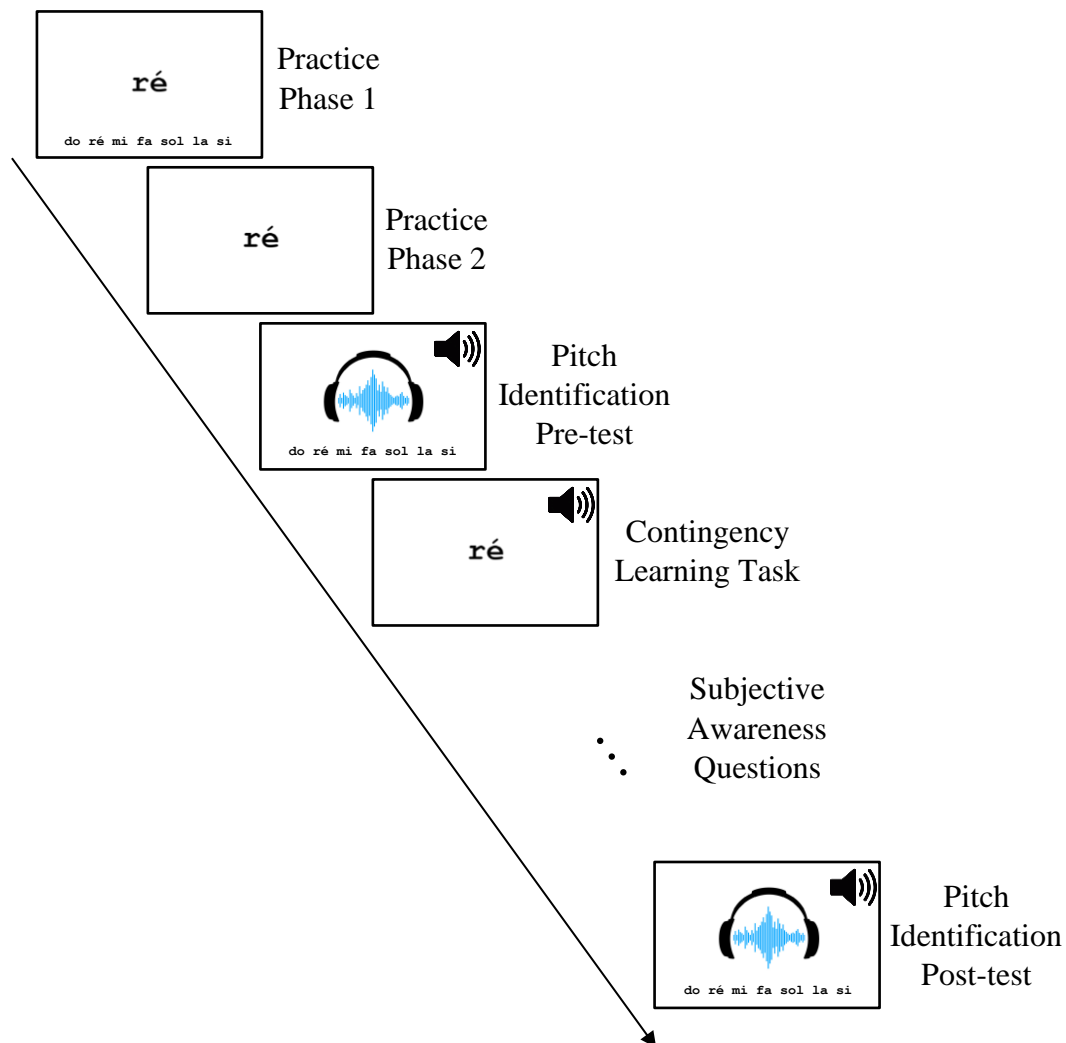 ré
do ré mi fa sol la si
Practice
Phase 1
ré
Practice
Phase 2
do ré mi fa sol la si
Pitch
Identification
Pre-test
ré
Contingency
Learning Task
Subjective
Awareness
Questions
do ré mi fa sol la si
Pitch
Identification
Post-test